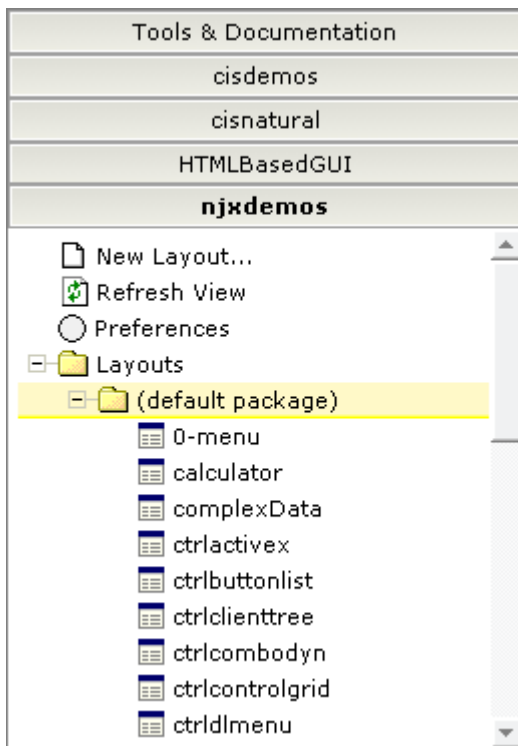 Tools & Documentation
cisdemos
cisnatural
HTMLBasedGUI
njxdemos
New Layout...
Refresh View
Preferences
Layouts
(default package)
0-menu
calculator
complexData
ctrlactivex
ctrlbuttonlist
ctrlclienttree
ctrlcombodyn
ctrlcontrolgrid
ctrldlmenu